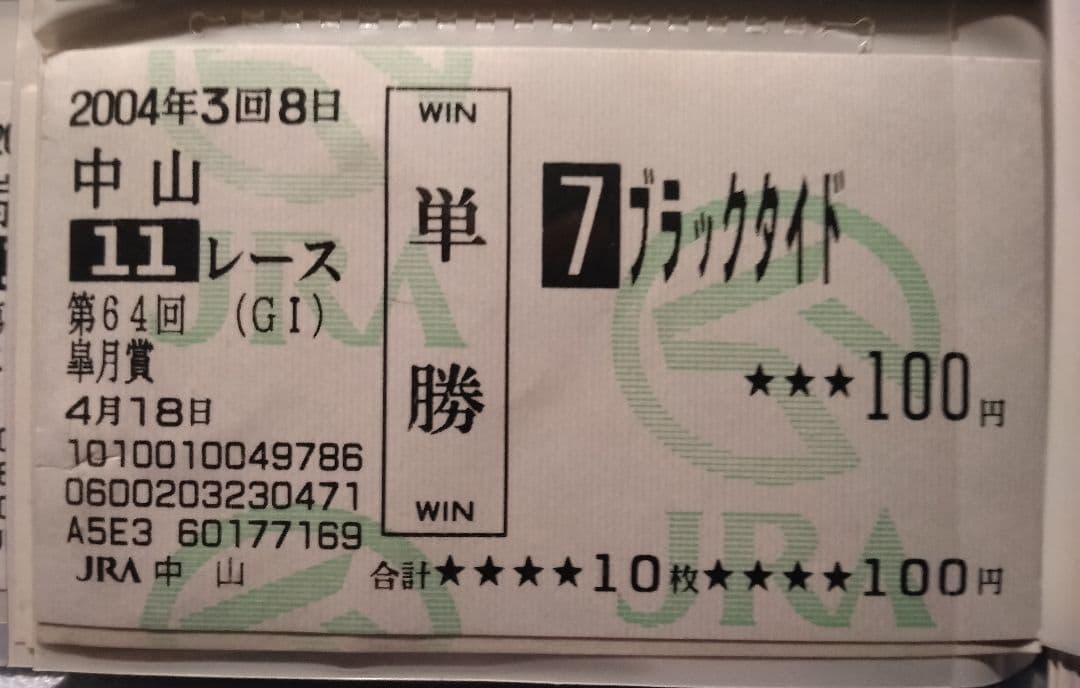 2004年3回8日
中山
11レース
第64回 (GⅠ)
皐月賞
4月18日
1010010049786
0600203230471
A5E3 60177169
JRA 中 山
WIN
単勝
WIN
7 ブラックタイド
★★★100円
合計★★★★10枚★★★★100円
JRA
JRA